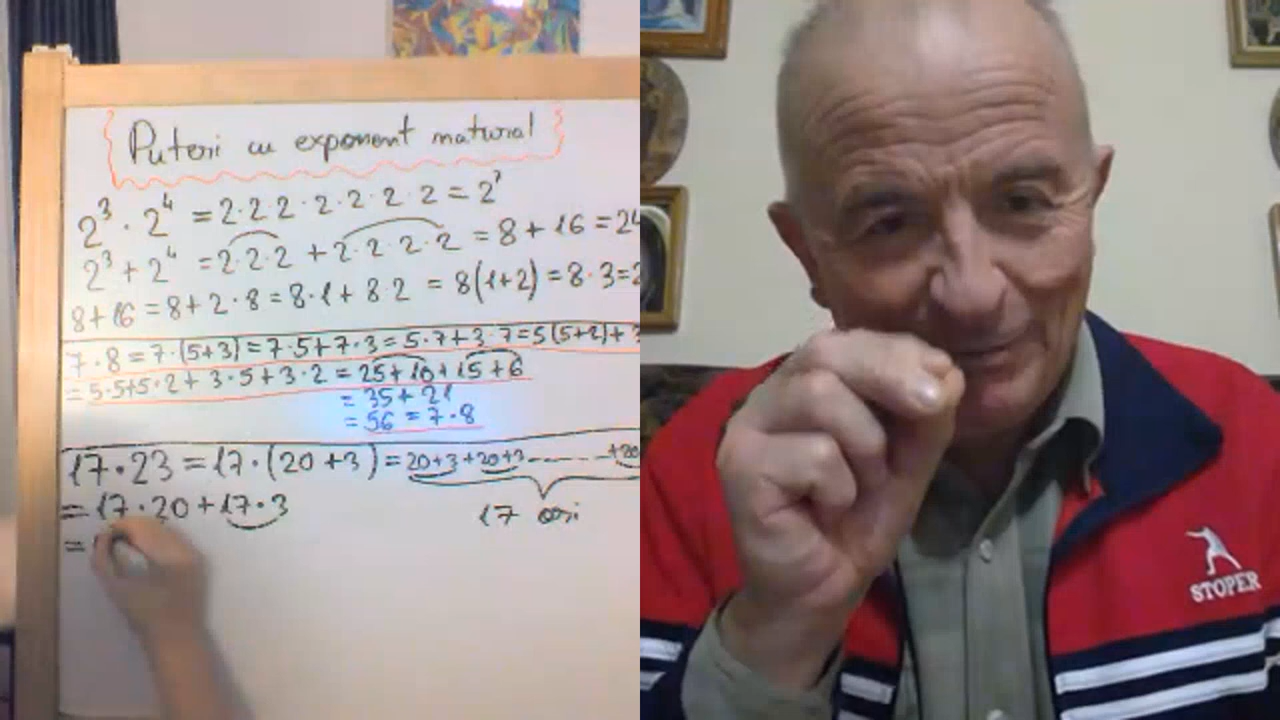 Puteri cu exponent natural
2³ · 2⁴ = 2·2·2·2·2·2·2 = 2⁷
2³ + 2⁴ = 2·2·2 + 2·2·2·2 = 8 + 16 = 24
8+16 = 8+2·8 = 8·1+8·2 = 8(1+2) = 8·3=2
7·8 = 7·(5+3) = 7·5+7·3 = 5·7+3·7=5(5+2)+3
= 5·5+5·2+3·5+3·2 = 25+10+15+6
= 35+21
= 56 = 7·8
17·23 = 17·(20+3) = 20+3+20+3-------+20
= 17·20+17·3
17 ori
=
STOPER